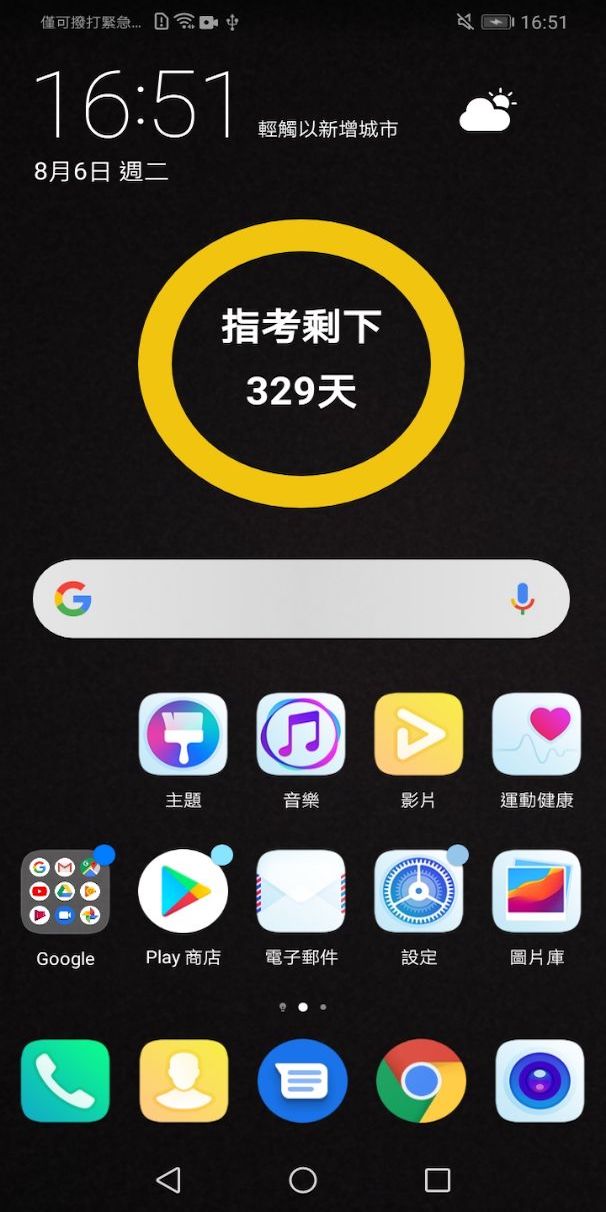 僅可撥打緊急...
16:51
16:51
輕觸以新增城市
8月6日 週二
指考剩下
329天
主題
音樂
影片
運動健康
Google
Play 商店
電子郵件
設定
圖片庫